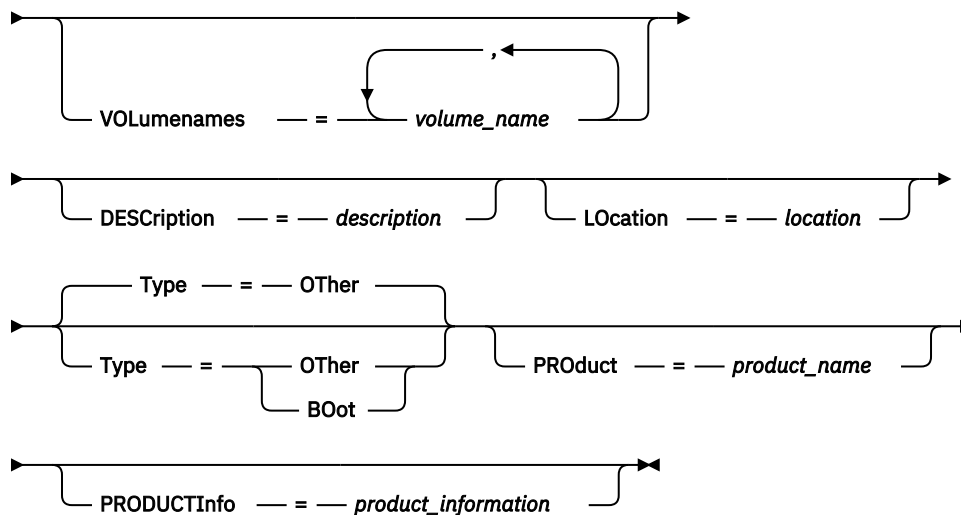 ,
VOLumenames = volume_name
DESCription = description LOcation = location
Type = OTher
Type = OTher
BOot
PROduct = product_name
PRODUCTInfo = product_information